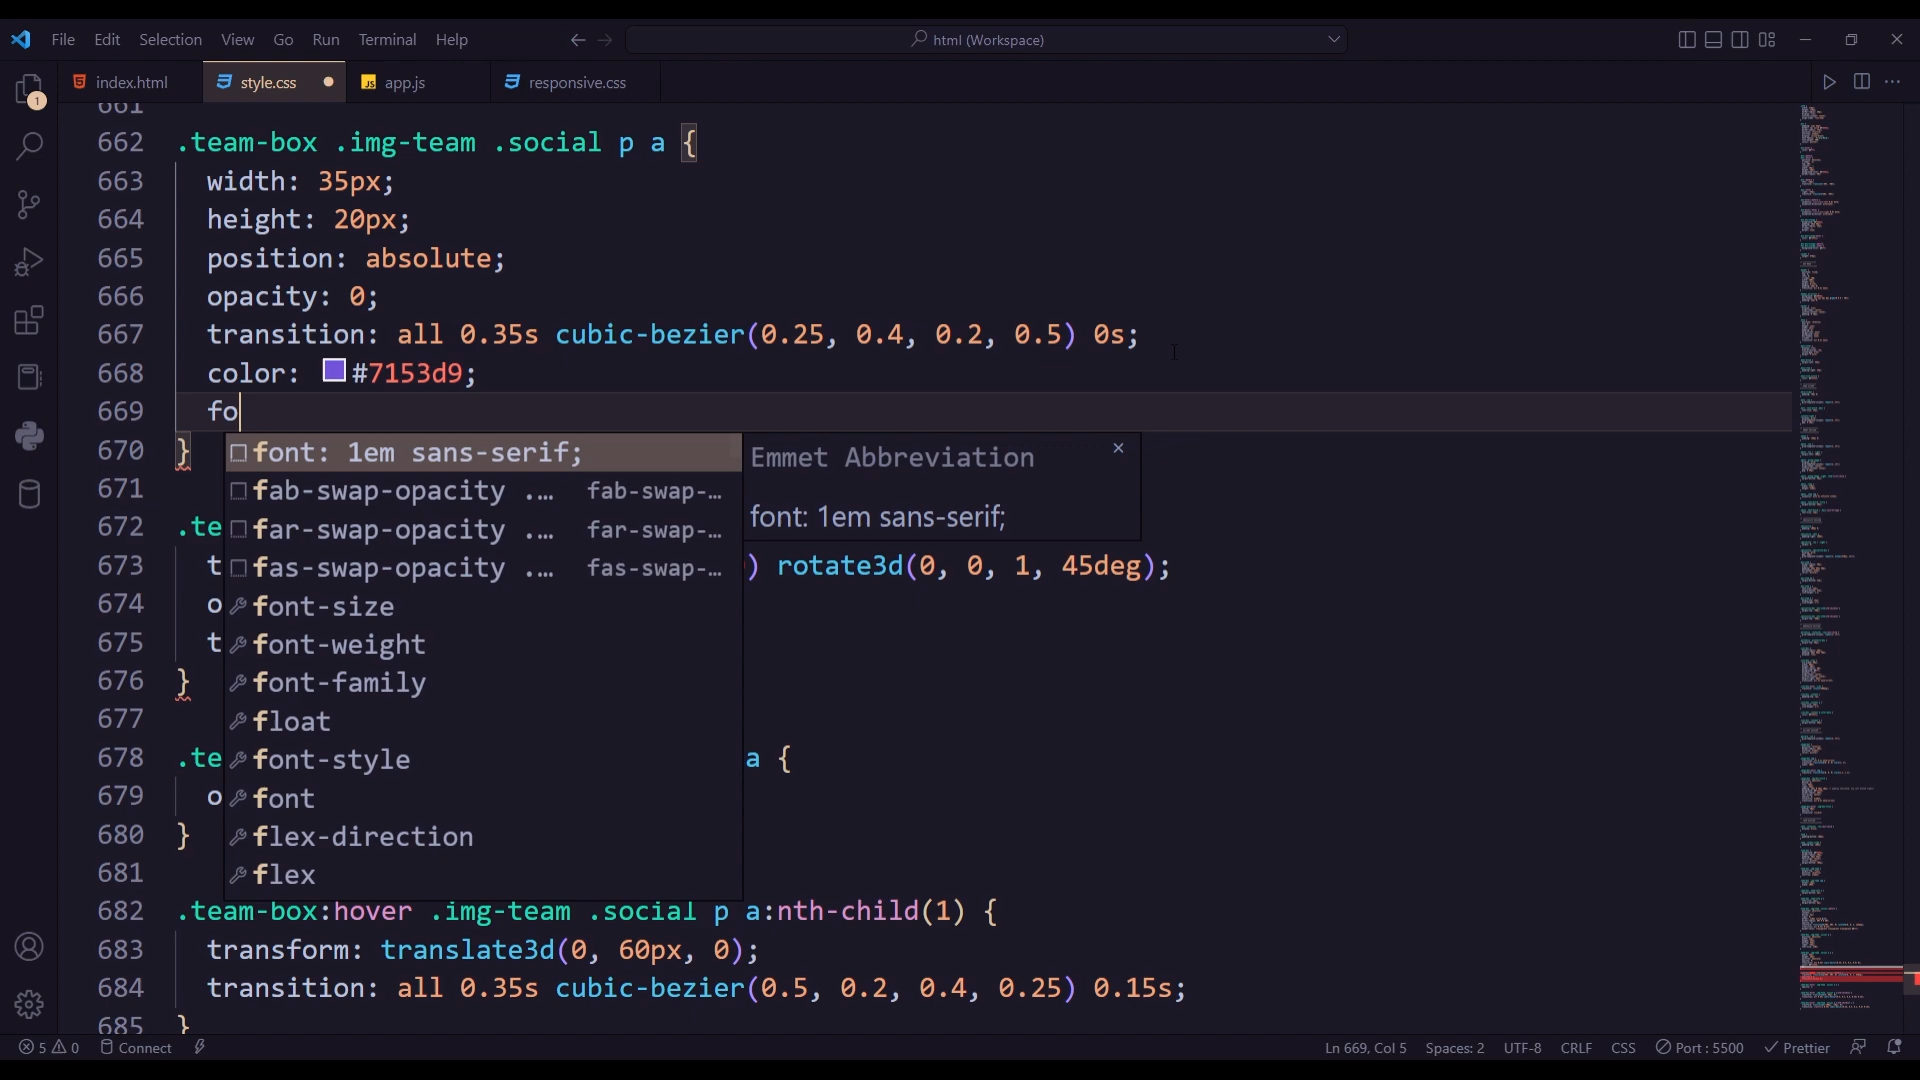 File Edit Selection View Go Run Terminal Help
html (Workspace)
index.html style.css app.js responsive.css
1
661
662 .team-box .img-team .social p a {
663 width: 35px;
664 height: 20px;
665 position: absolute;
666 opacity: 0;
667 transition: all 0.35s cubic-bezier(0.25, 0.4, 0.2, 0.5) 0s;
668 color: #7153d9;
669 fo
670 }
font: 1em sans-serif;
Emmet Abbreviation
671
fab-swap-opacity .… fab-swap-…
font: 1em sans-serif;
672 .te
far-swap-opacity .… far-swap-…
673 t
fas-swap-opacity .… fas-swap-…
) rotate3d(0, 0, 1, 45deg);
674 o
font-size
675 t
font-weight
676 }
font-family
677
float
678 .te
font-style
a {
679 o
font
680 }
flex-direction
681
flex
682 .team-box:hover .img-team .social p a:nth-child(1) {
683 transform: translate3d(0, 60px, 0);
684 transition: all 0.35s cubic-bezier(0.5, 0.2, 0.4, 0.25) 0.15s;
685 }
5 0 Connect
Ln 669, Col 5 Spaces: 2 UTF-8 CRLF CSS Port : 5500 Prettier